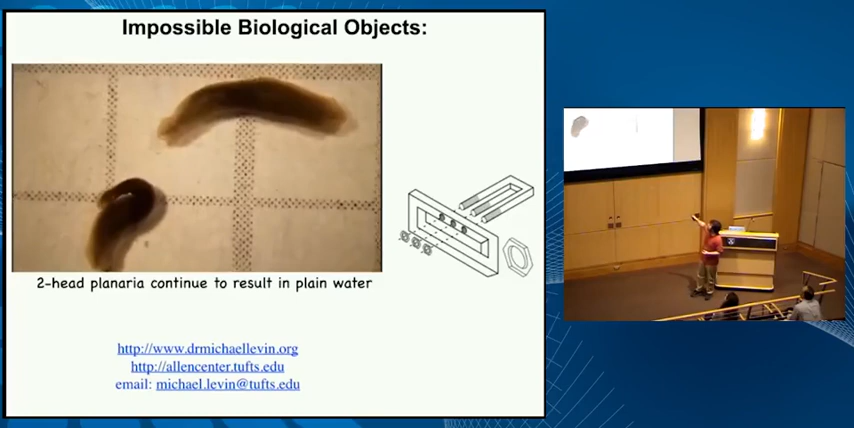 Impossible Biological Objects:
2-head planaria continue to result in plain water
http://www.drmichaellevin.org
http://allencenter.tufts.edu
email: michael.levin@tufts.edu